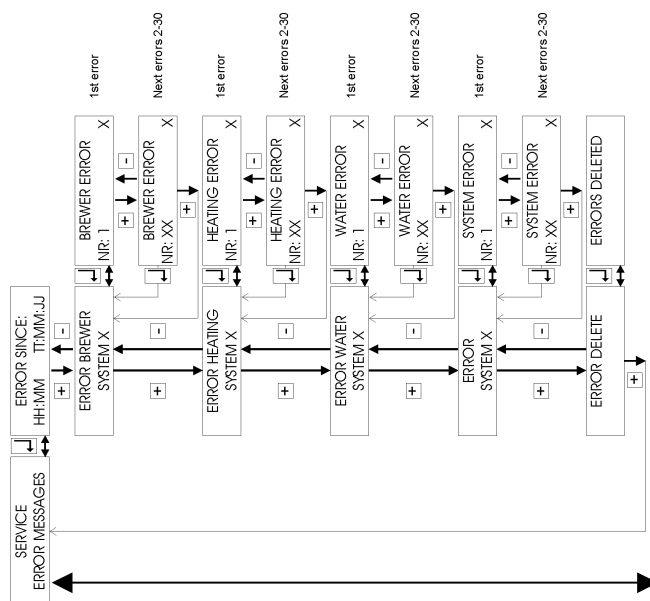 SERVICE
ERROR MESSAGES
ERROR SINCE:
HH:MM TT:MM:JJ
+
-
ERROR BREWER
SYSTEM X
BREWER ERROR
NR: 1 X
1st error
+
-
BREWER ERROR
NR: XX X
Next errors 2-30
+
+
-
ERROR HEATING
SYSTEM X
HEATING ERROR
NR: 1 X
1st error
+
-
HEATING ERROR
NR: XX X
Next errors 2-30
+
+
-
ERROR WATER
SYSTEM X
WATER ERROR
NR: 1 X
1st error
+
-
WATER ERROR
NR: XX X
Next errors 2-30
+
+
-
ERROR
SYSTEM X
SYSTEM ERROR
NR: 1 X
1st error
+
-
SYSTEM ERROR
NR: XX X
Next errors 2-30
+
+
-
ERROR DELETE
ERRORS DELETED
+